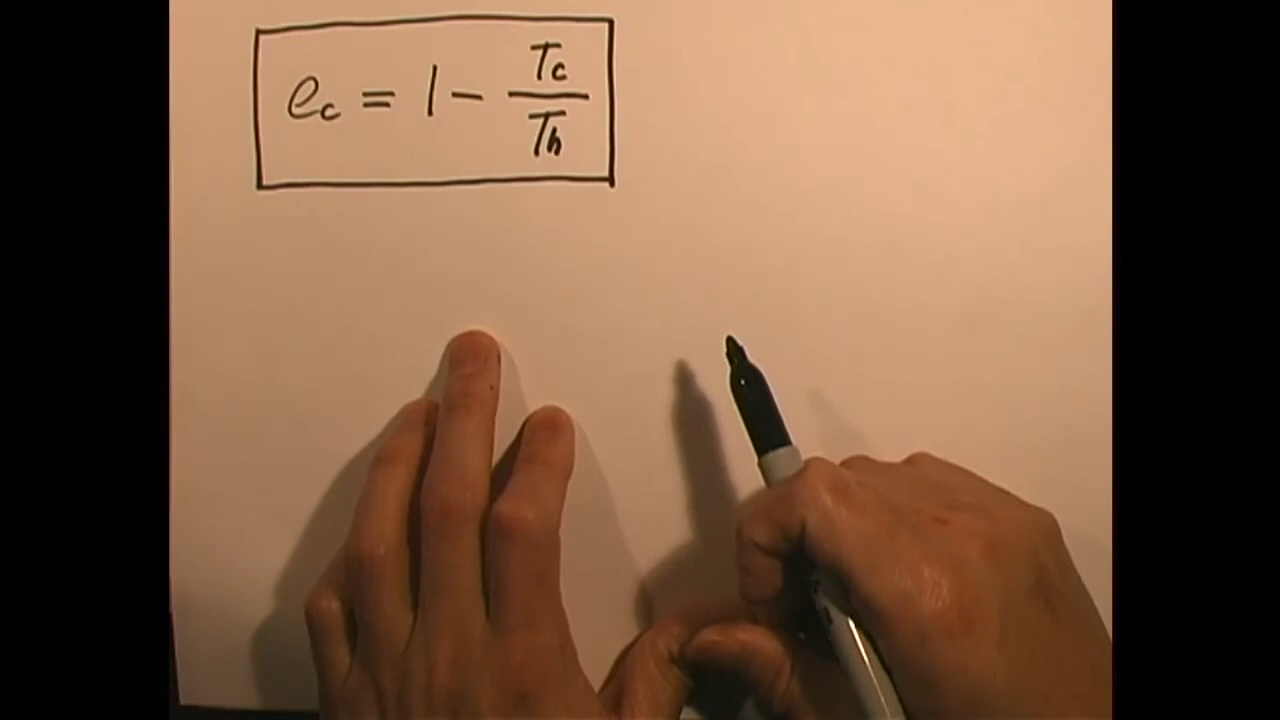 e_c = 1 - T_c / T_h